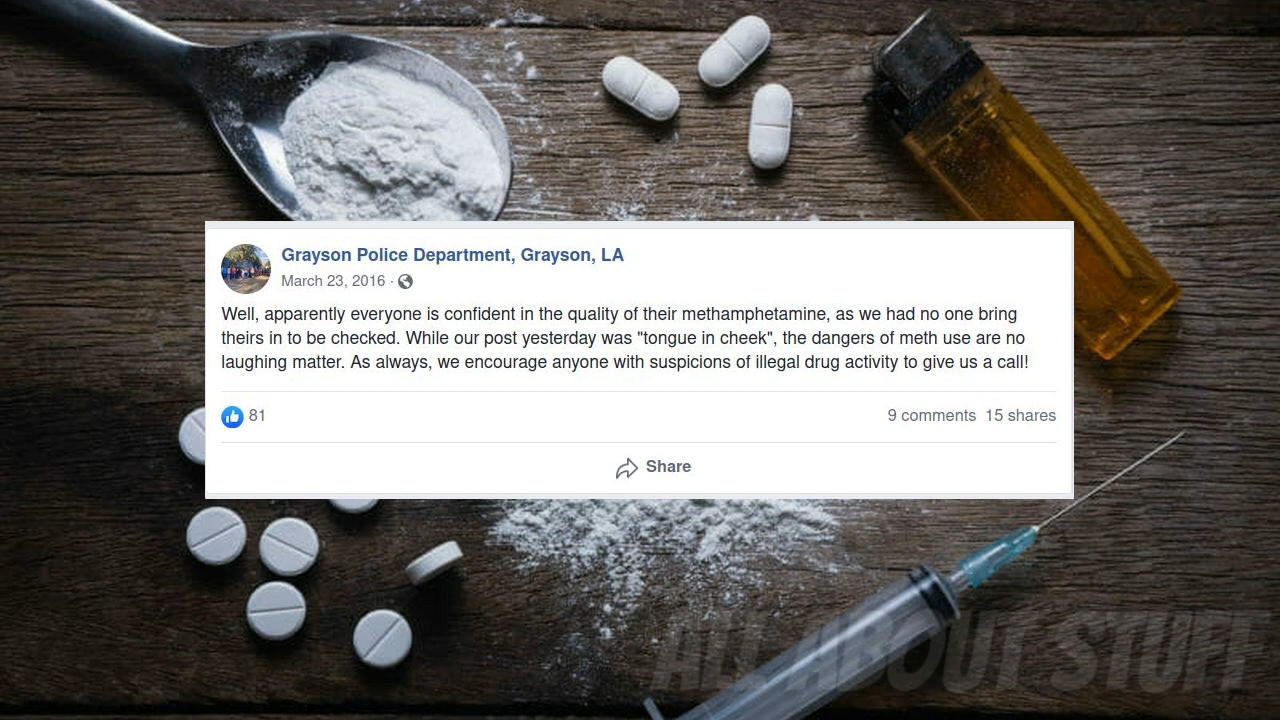 Grayson Police Department, Grayson, LA
March 23, 2016 ·
Well, apparently everyone is confident in the quality of their methamphetamine, as we had no one bring
theirs in to be checked. While our post yesterday was "tongue in cheek", the dangers of meth use are no
laughing matter. As always, we encourage anyone with suspicions of illegal drug activity to give us a call!
81
9 comments 15 shares
Share
ALL ABOUT STUFF